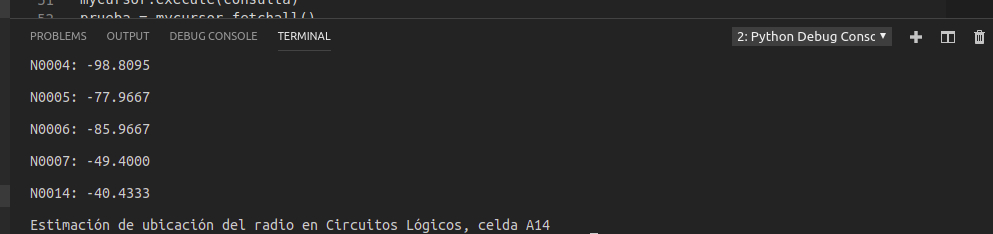 51 mycursor.execute(consulta)
52 prueba = mycursor.fetchall()
PROBLEMS OUTPUT DEBUG CONSOLE TERMINAL 2: Python Debug Consc
N0004: -98.8095
N0005: -77.9667
N0006: -85.9667
N0007: -49.4000
N0014: -40.4333
Estimación de ubicación del radio en Circuitos Lógicos, celda A14